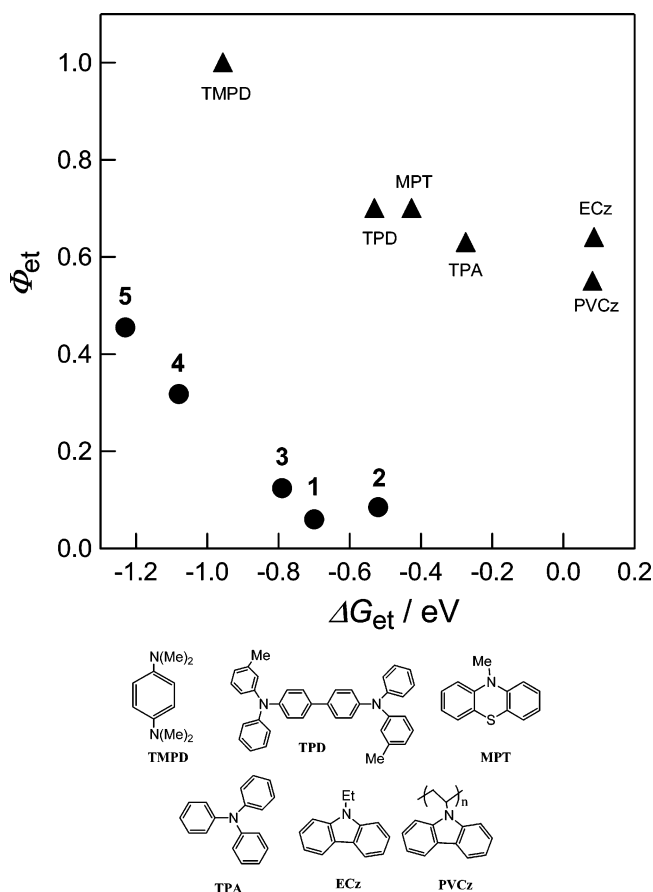 1.0
0.8
0.6
0.4
0.2
0.0
Φet
TMPD
MPT
TPD
TPA
ECz
PVCz
5
4
3
1
2
-1.2 -1.0 -0.8 -0.6 -0.4 -0.2 0.0 0.2
ΔGet / eV
N(Me)2
N(Me)2
TMPD
Me
N
N
Me
TPD
Me
N
S
MPT
N
TPA
Et
N
ECz
n
N
PVCz